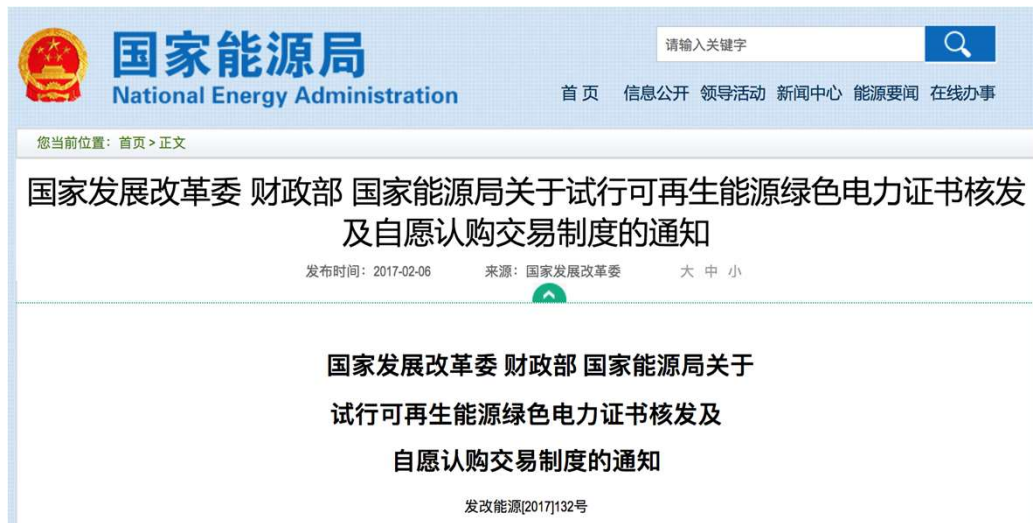 国家能源局
National Energy Administration
请输入关键字
首 页 信息公开 领导活动 新闻中心 能源要闻 在线办事
您当前位置：首页 > 正文
国家发展改革委 财政部 国家能源局关于试行可再生能源绿色电力证书核发
及自愿认购交易制度的通知
发布时间：2017-02-06 来源：国家发展改革委 大 中 小
国家发展改革委 财政部 国家能源局关于
试行可再生能源绿色电力证书核发及
自愿认购交易制度的通知
发改能源[2017]132号